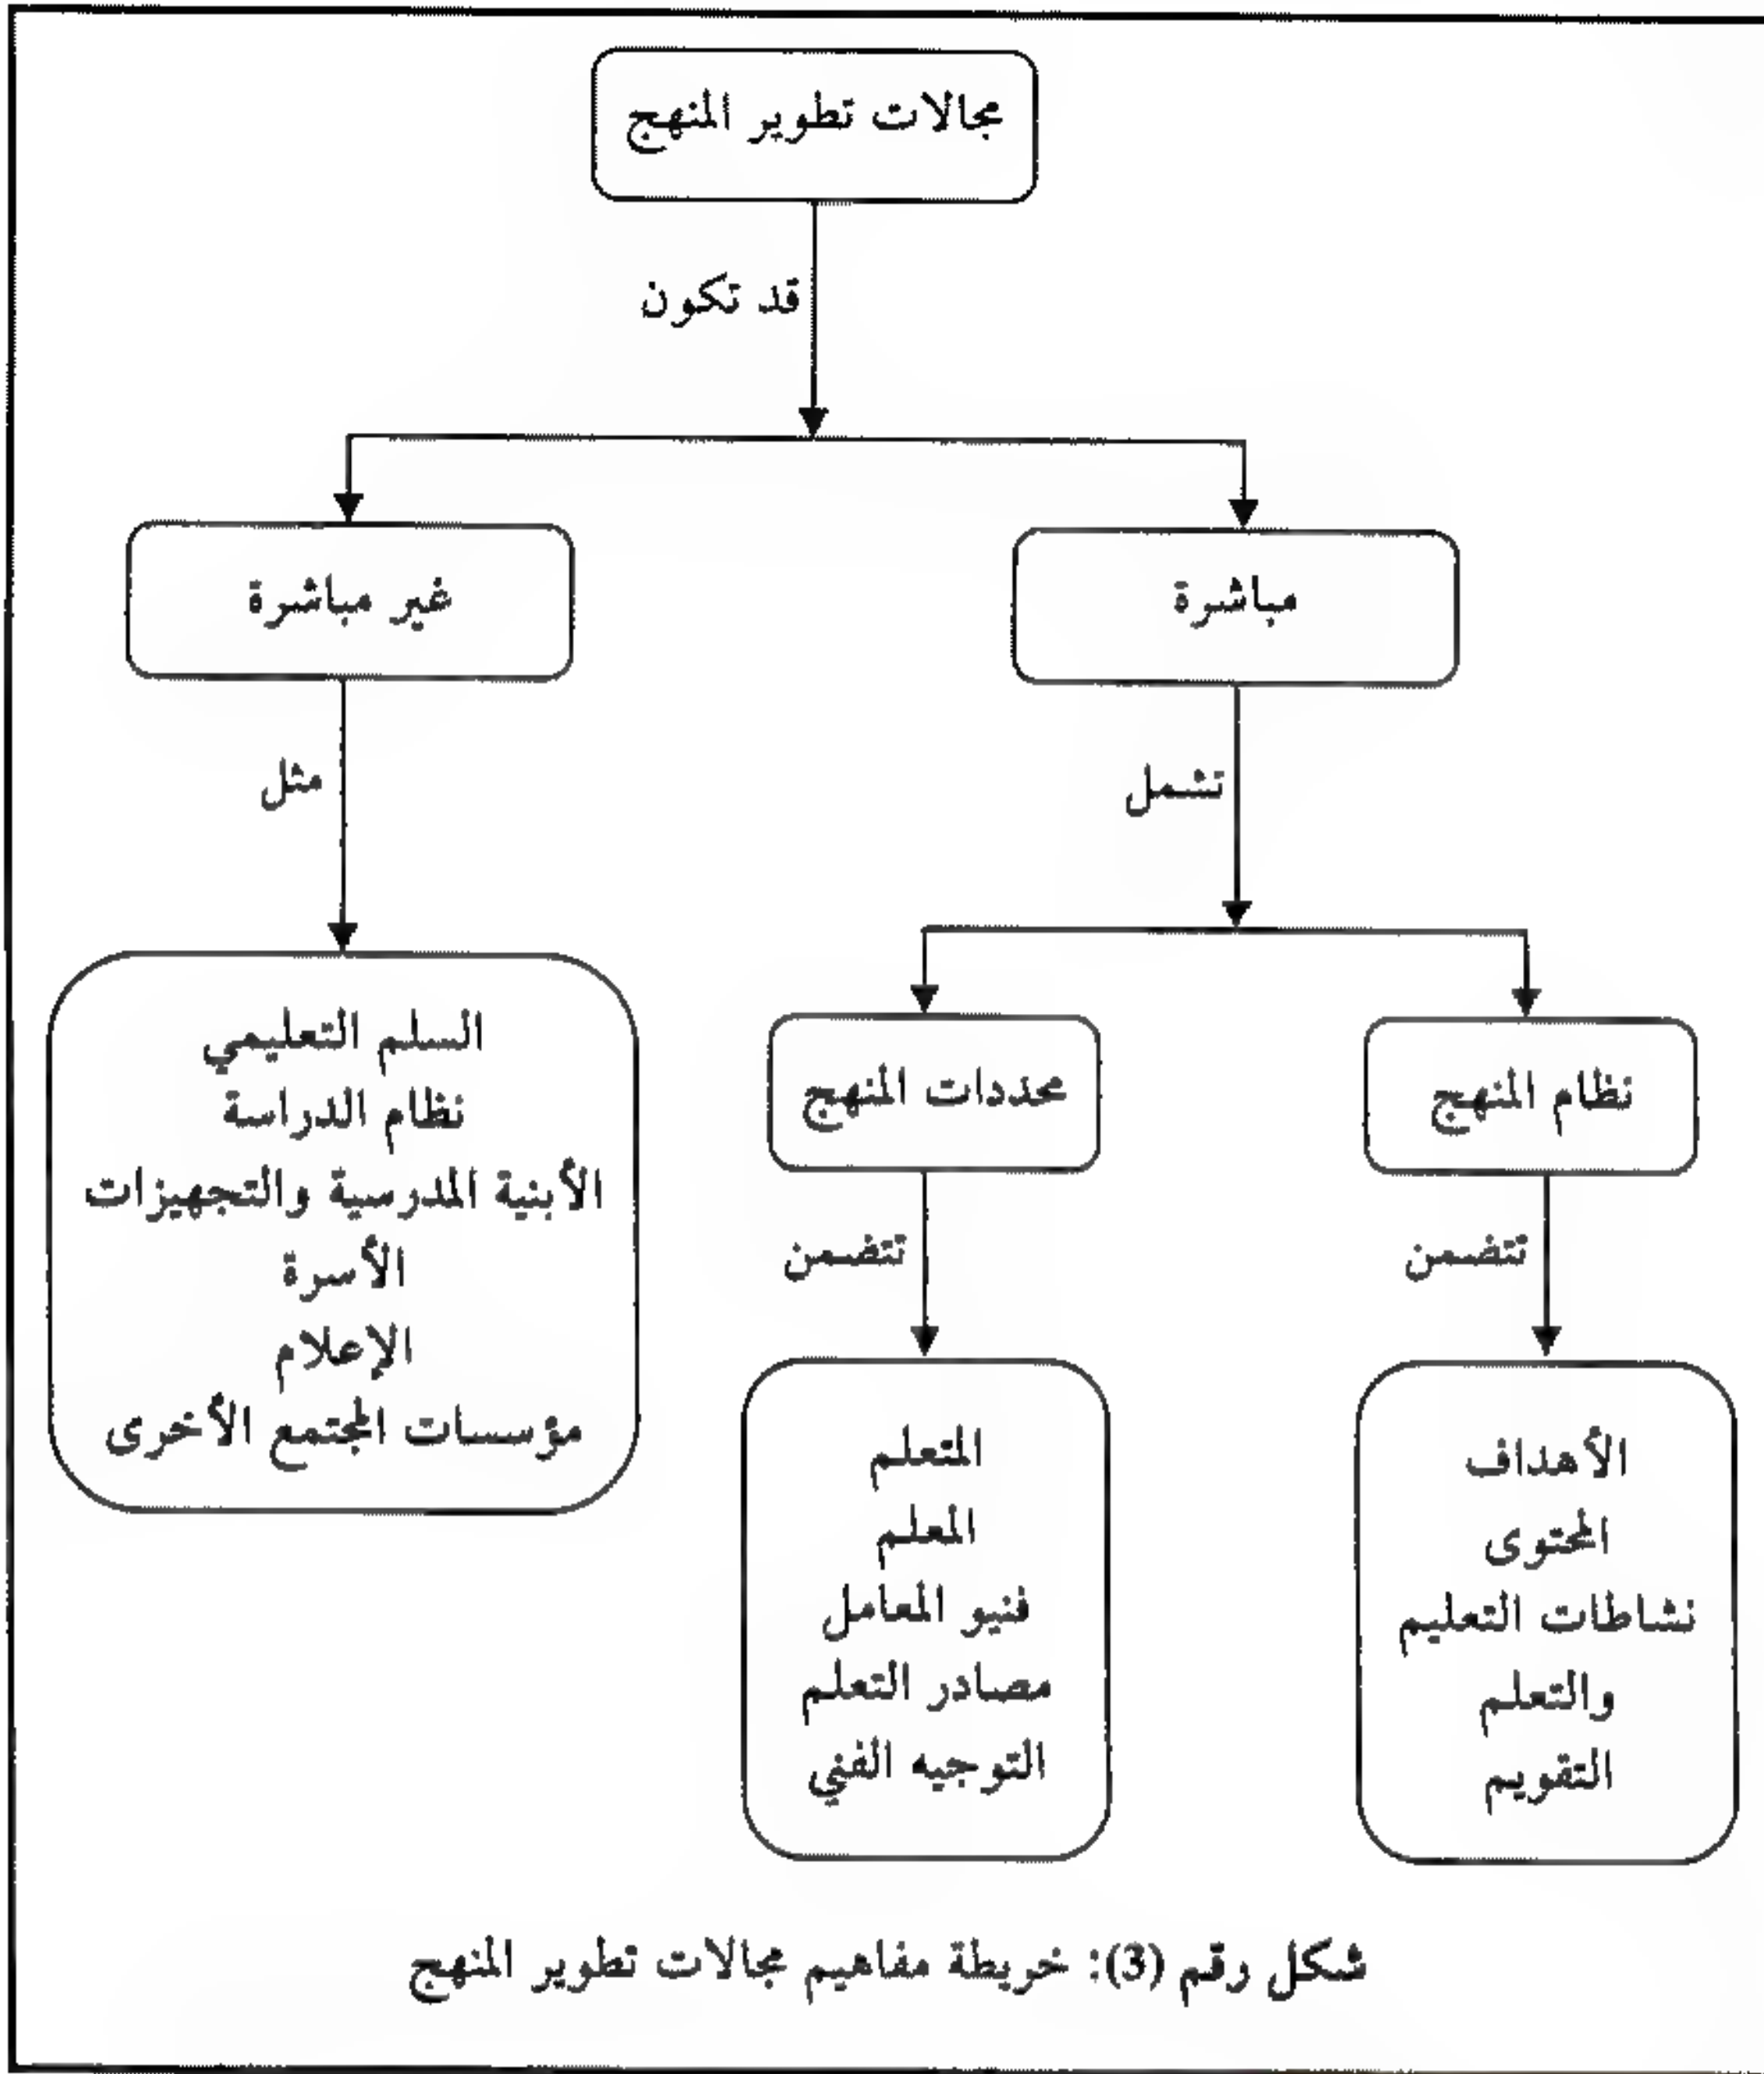 مجالات تطوير المنهج
قد تكون
مباشرة
غير مباشرة
تشمل
مثل
نظام المنهج
محددات المنهج
السلم التعليمي
نظام الدراسة
الأبنية المدرسية والتجهيزات
الأسرة
الإعلام
مؤسسات المجتمع الأخرى
تتضمن
تتضمن
الأهداف
المحتوى
نشاطات التعليم
والتعلم
التقويم
المتعلم
المعلم
فنيو المعامل
مصادر التعلم
التوجيه الفني
شكل رقم (3): خريطة مفاهيم مجالات تطوير المنهج